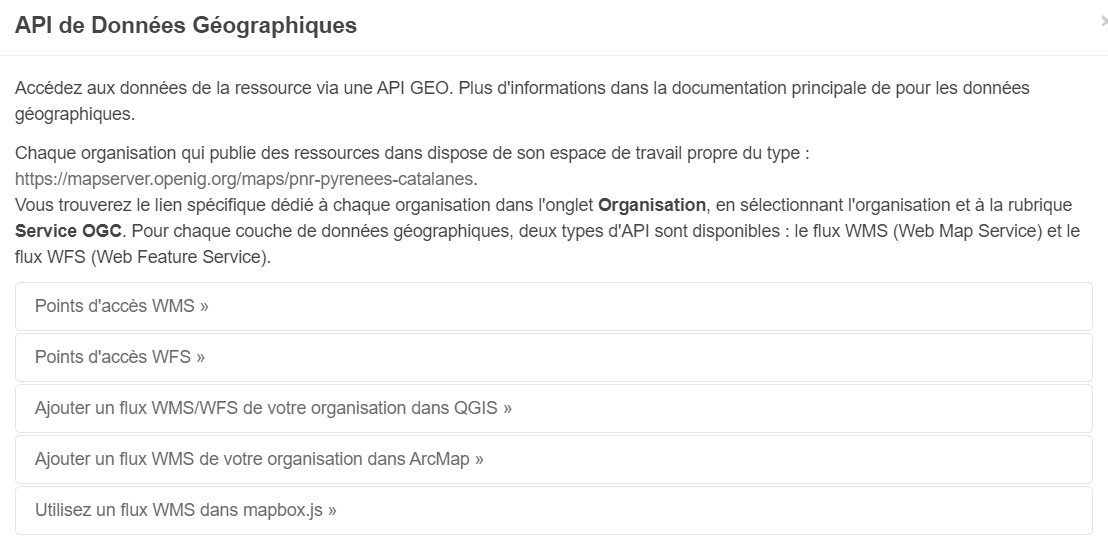 API de Données Géographiques
×
Accédez aux données de la ressource via une API GEO. Plus d'informations dans la documentation principale de pour les données
géographiques.
Chaque organisation qui publie des ressources dans dispose de son espace de travail propre du type :
https://mapserver.openig.org/maps/pnr-pyrenees-catalanes.
Vous trouverez le lien spécifique dédié à chaque organisation dans l'onglet Organisation, en sélectionnant l'organisation et à la rubrique
Service OGC. Pour chaque couche de données géographiques, deux types d'API sont disponibles : le flux WMS (Web Map Service) et le
flux WFS (Web Feature Service).
Points d'accès WMS »
Points d'accès WFS »
Ajouter un flux WMS/WFS de votre organisation dans QGIS »
Ajouter un flux WMS de votre organisation dans ArcMap »
Utilisez un flux WMS dans mapbox.js »